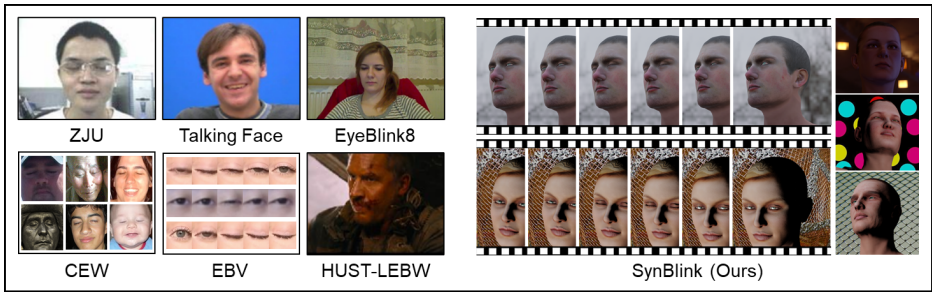 ZJU
Talking Face
EyeBlink8
CEW
EBV
HUST-LEBW
SynBlink (Ours)